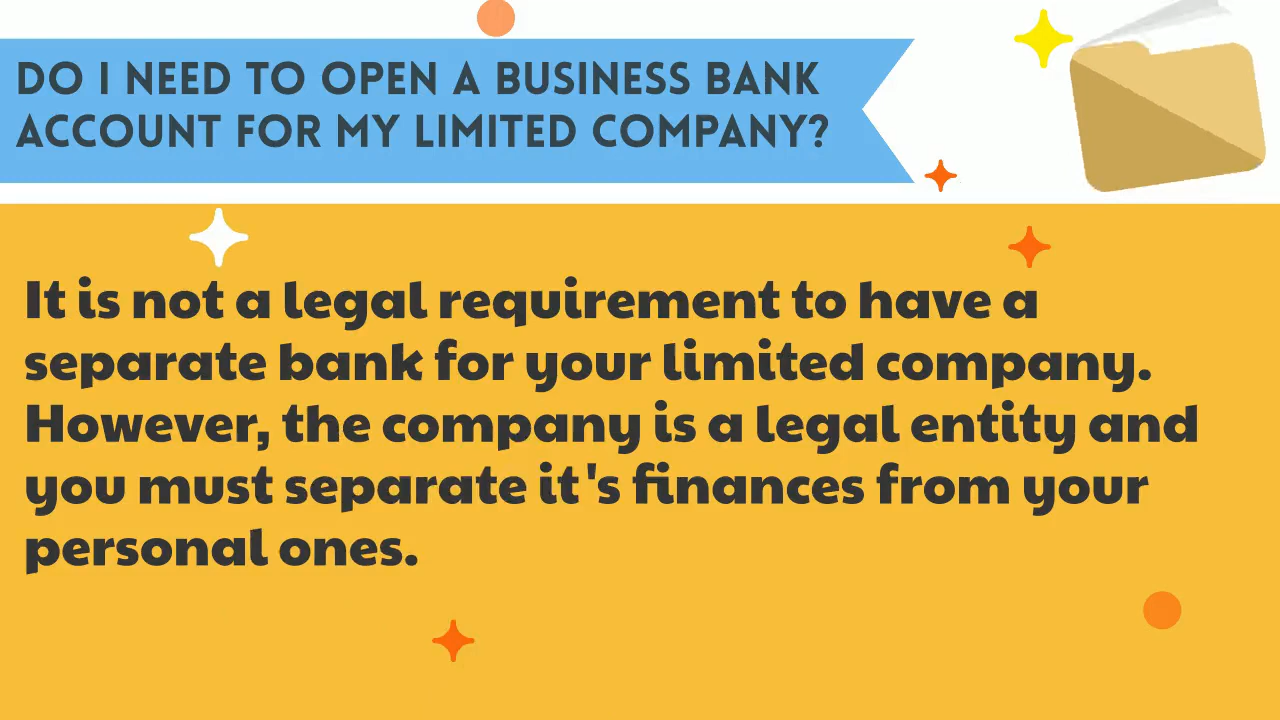 DO I NEED TO OPEN A BUSINESS BANK
ACCOUNT FOR MY LIMITED COMPANY?
It is not a legal requirement to have a
separate bank for your limited company.
However, the company is a legal entity and
you must separate it's finances from your
personal ones.